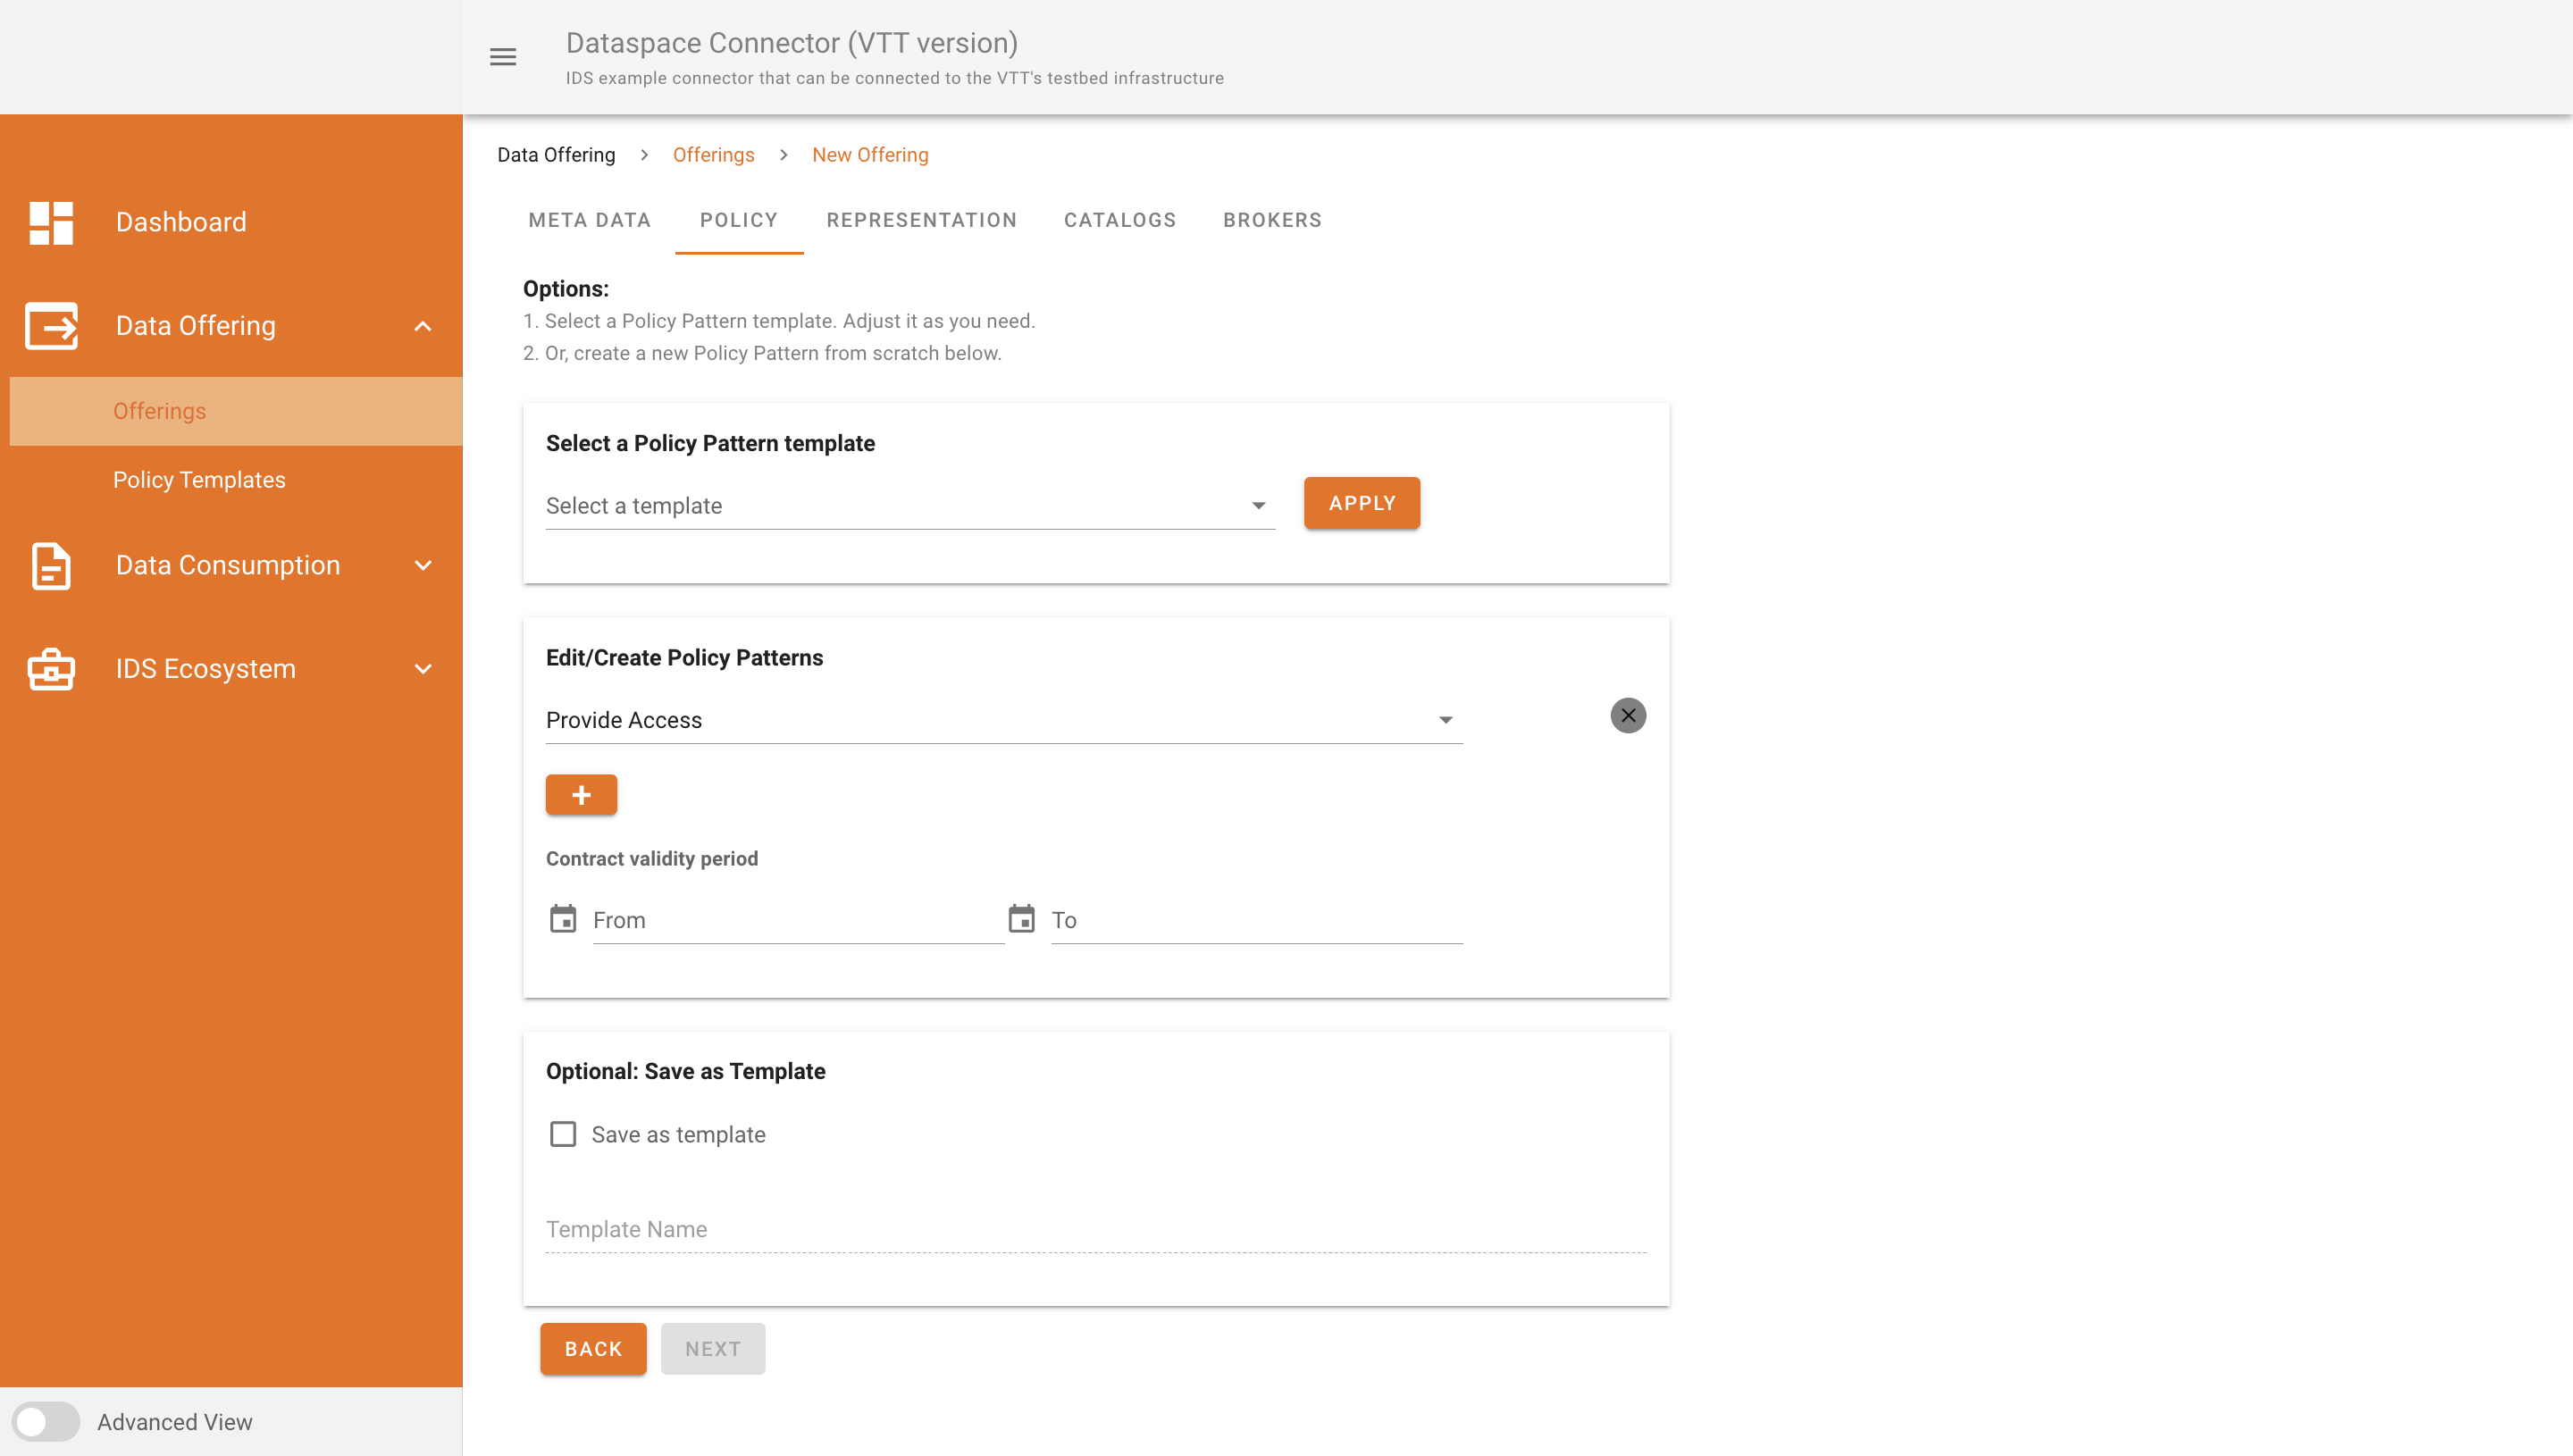 Dataspace Connector (VTT version)
IDS example connector that can be connected to the VTT's testbed infrastructure
Dashboard
Data Offering
Offerings
Policy Templates
Data Consumption
IDS Ecosystem
Advanced View
Data Offering > Offerings > New Offering
META DATA POLICY REPRESENTATION CATALOGS BROKERS
Options:
1. Select a Policy Pattern template. Adjust it as you need.
2. Or, create a new Policy Pattern from scratch below.
Select a Policy Pattern template
Select a template APPLY
Edit/Create Policy Patterns
Provide Access
+
Contract validity period
From To
Optional: Save as Template
Save as template
Template Name
BACK NEXT